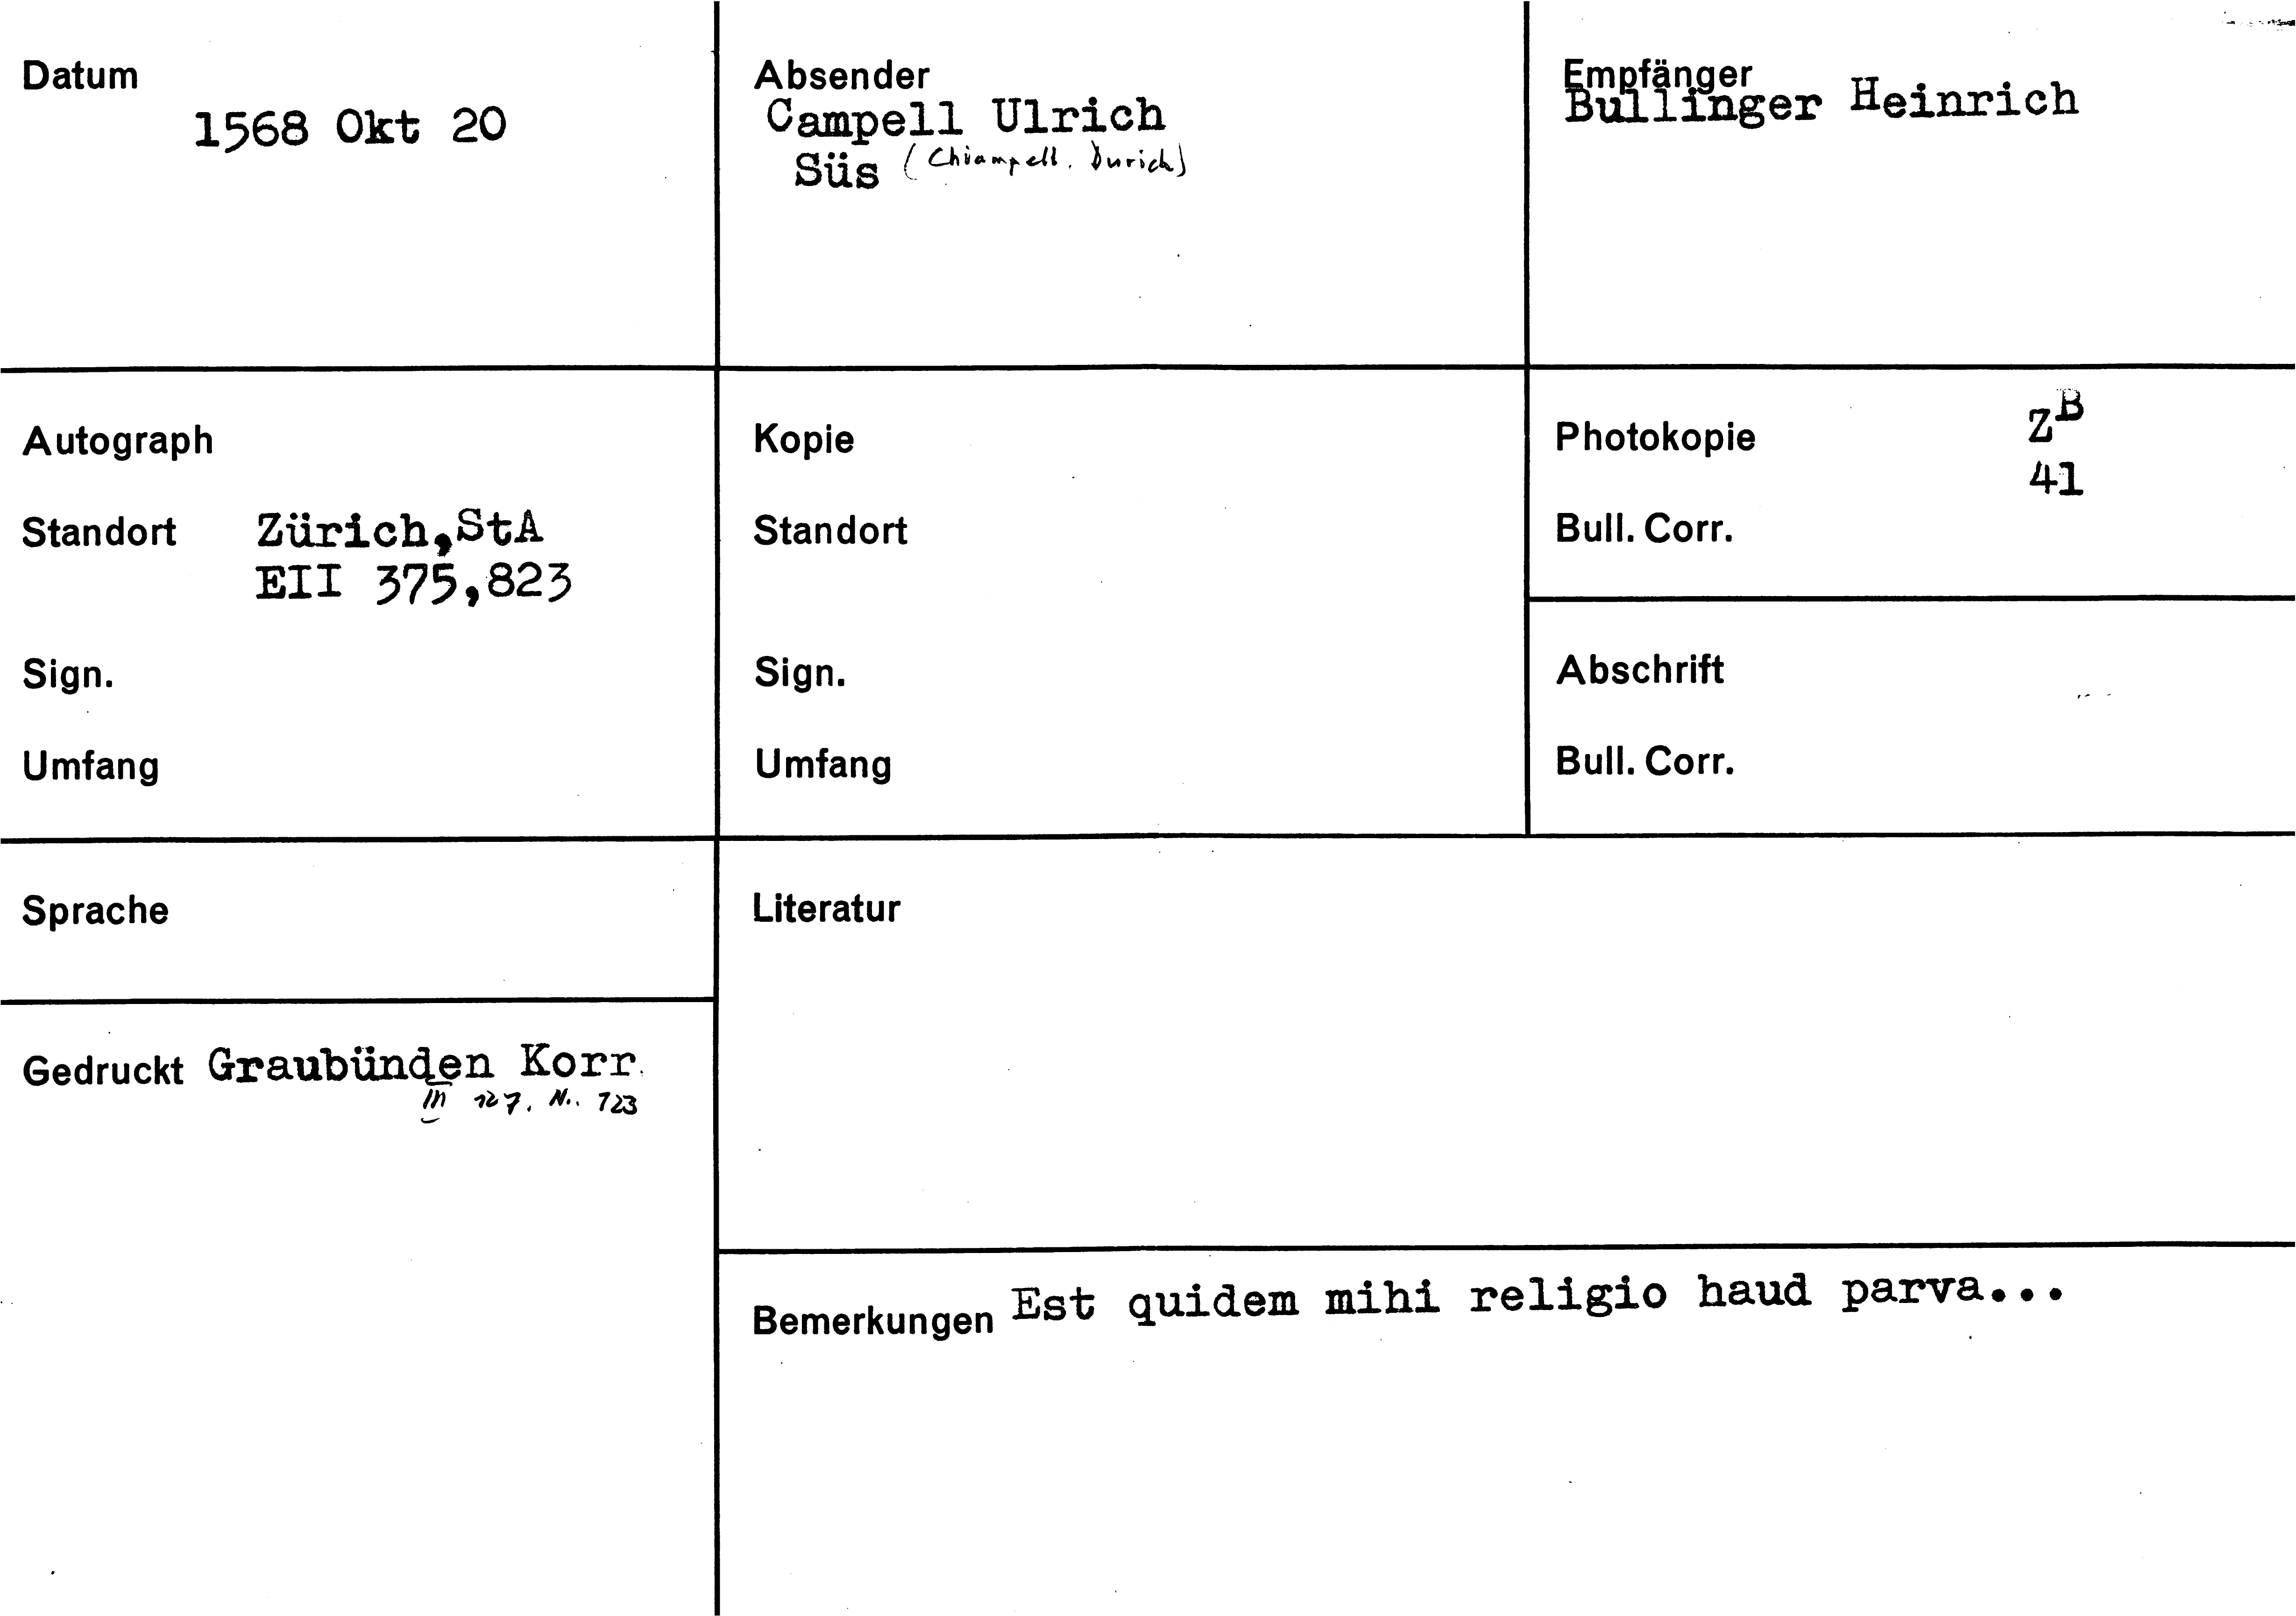 Datum
1568 Okt 20
Absender
Campell Ulrich
Süs (Chiampell. Durich)
Empfänger
Bullinger Heinrich
Autograph
Standort Zürich,StA
EII 375,823
Sign.
Umfang
Kopie
Standort
Sign.
Umfang
Photokopie ZB
41
Bull. Corr.
Abschrift
Bull. Corr.
Sprache
Gedruckt Graubünden Korr.
III 127. N.. 123
Literatur
Bemerkungen Est quidem mihi religio haud parva...